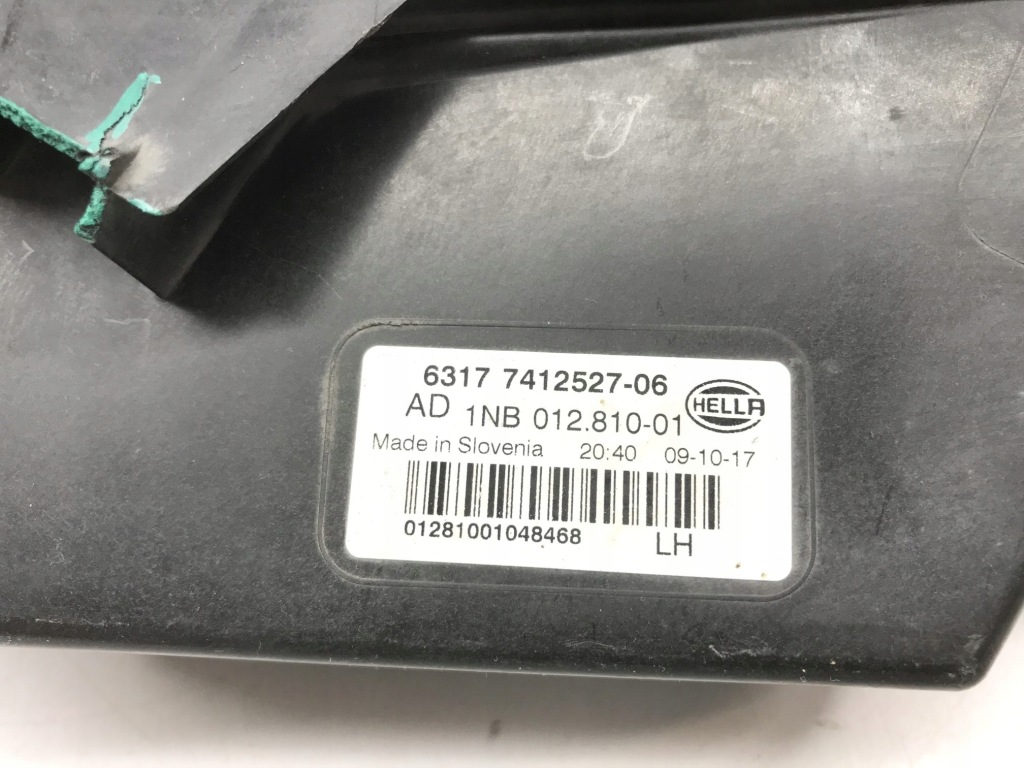 6317 7412527-06
AD 1NB 012.810-01
HELLA
Made in Slovenia 20:40 09-10-17
01281001048468
LH